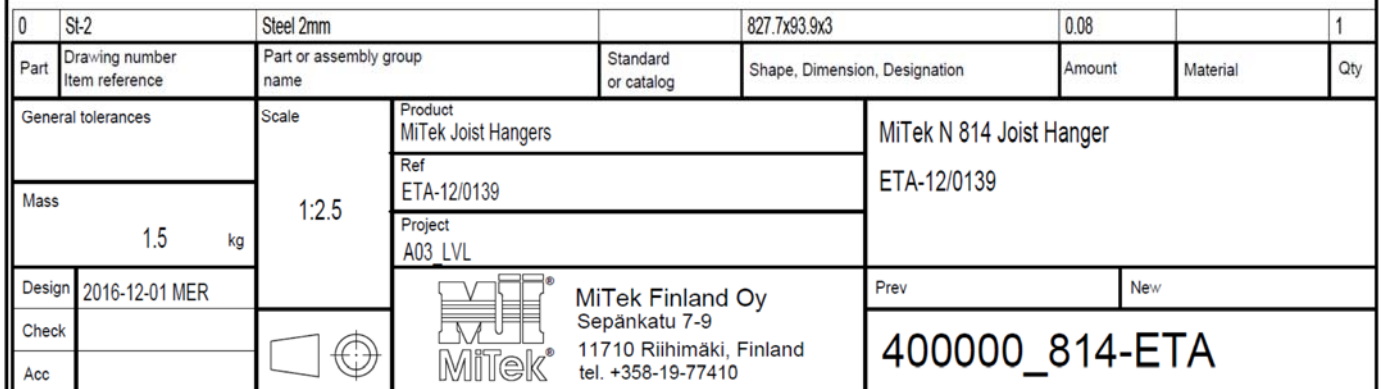 0 St-2 Steel 2mm 827.7x93.9x3 0.08 1
Part Drawing number Item reference Part or assembly group name Standard or catalog Shape, Dimension, Designation Amount Material Qty
General tolerances
Scale
1:2.5
Product
MiTek Joist Hangers
Ref
ETA-12/0139
Project
A03_LVL
MiTek N 814 Joist Hanger
ETA-12/0139
Mass
1.5 kg
Design 2016-12-01 MER
Check
Acc
MiTek®
MiTek Finland Oy
Sepänkatu 7-9
11710 Riihimäki, Finland
tel. +358-19-77410
Prev New
400000_814-ETA